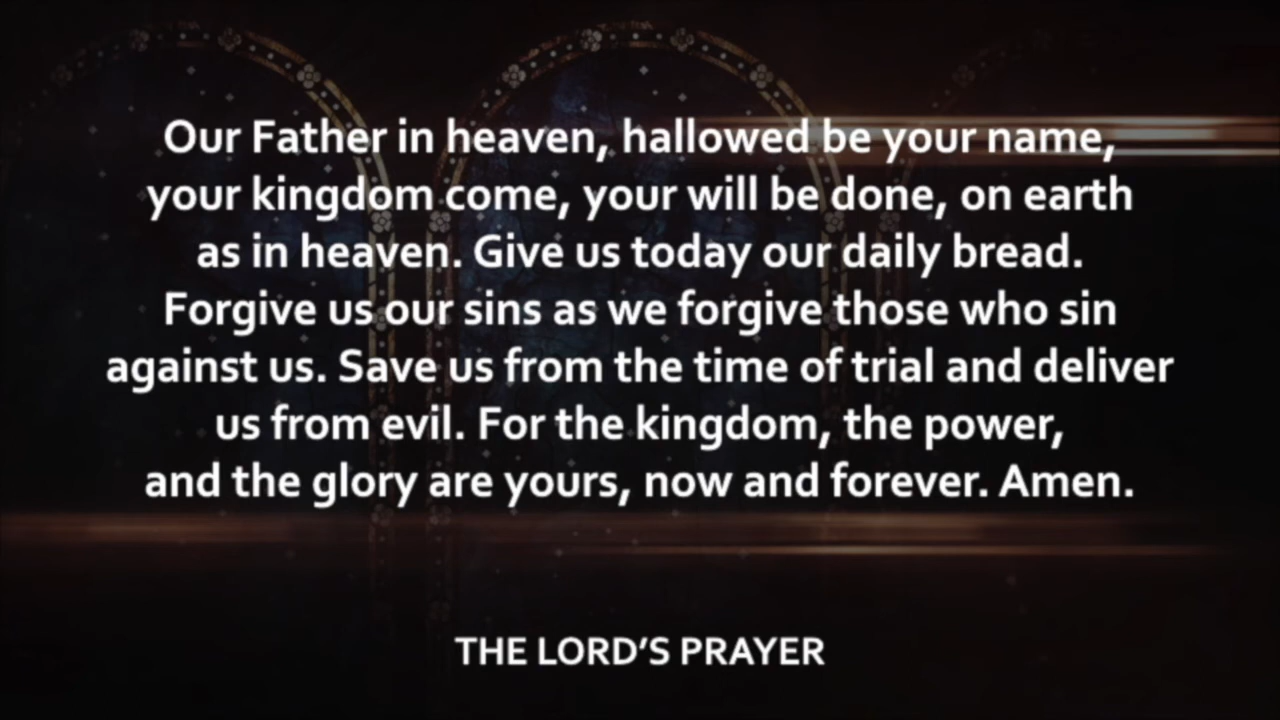 Our Father in heaven, hallowed be your name,
your kingdom come, your will be done, on earth
as in heaven. Give us today our daily bread.
Forgive us our sins as we forgive those who sin
against us. Save us from the time of trial and deliver
us from evil. For the kingdom, the power,
and the glory are yours, now and forever. Amen.
THE LORD’S PRAYER